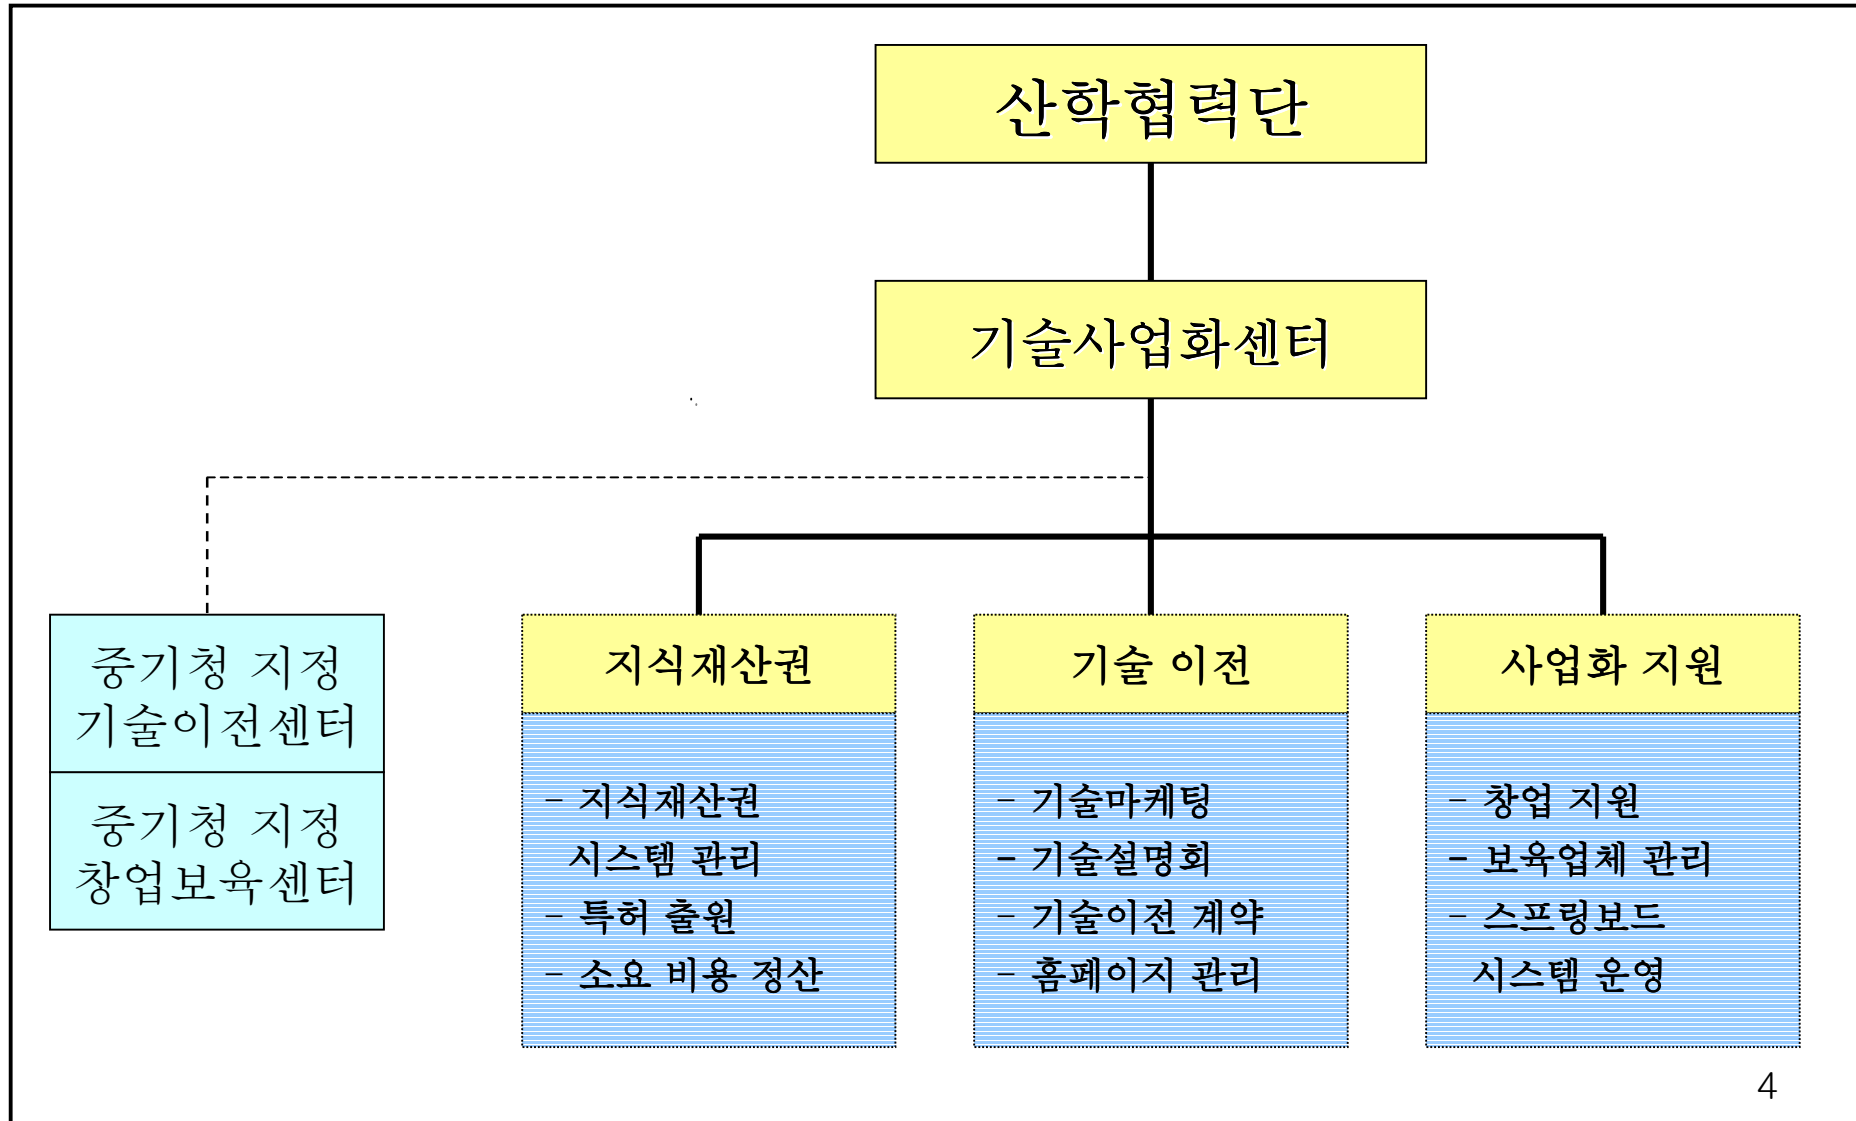 산학협력단
기술사업화센터
중기청 지정
기술이전센터
중기청 지정
창업보육센터
지식재산권
- 지식재산권
시스템 관리
- 특허 출원
- 소요 비용 정산
기술 이전
- 기술마케팅
- 기술설명회
- 기술이전 계약
- 홈페이지 관리
사업화 지원
- 창업 지원
- 보육업체 관리
- 스프링보드
시스템 운영
4